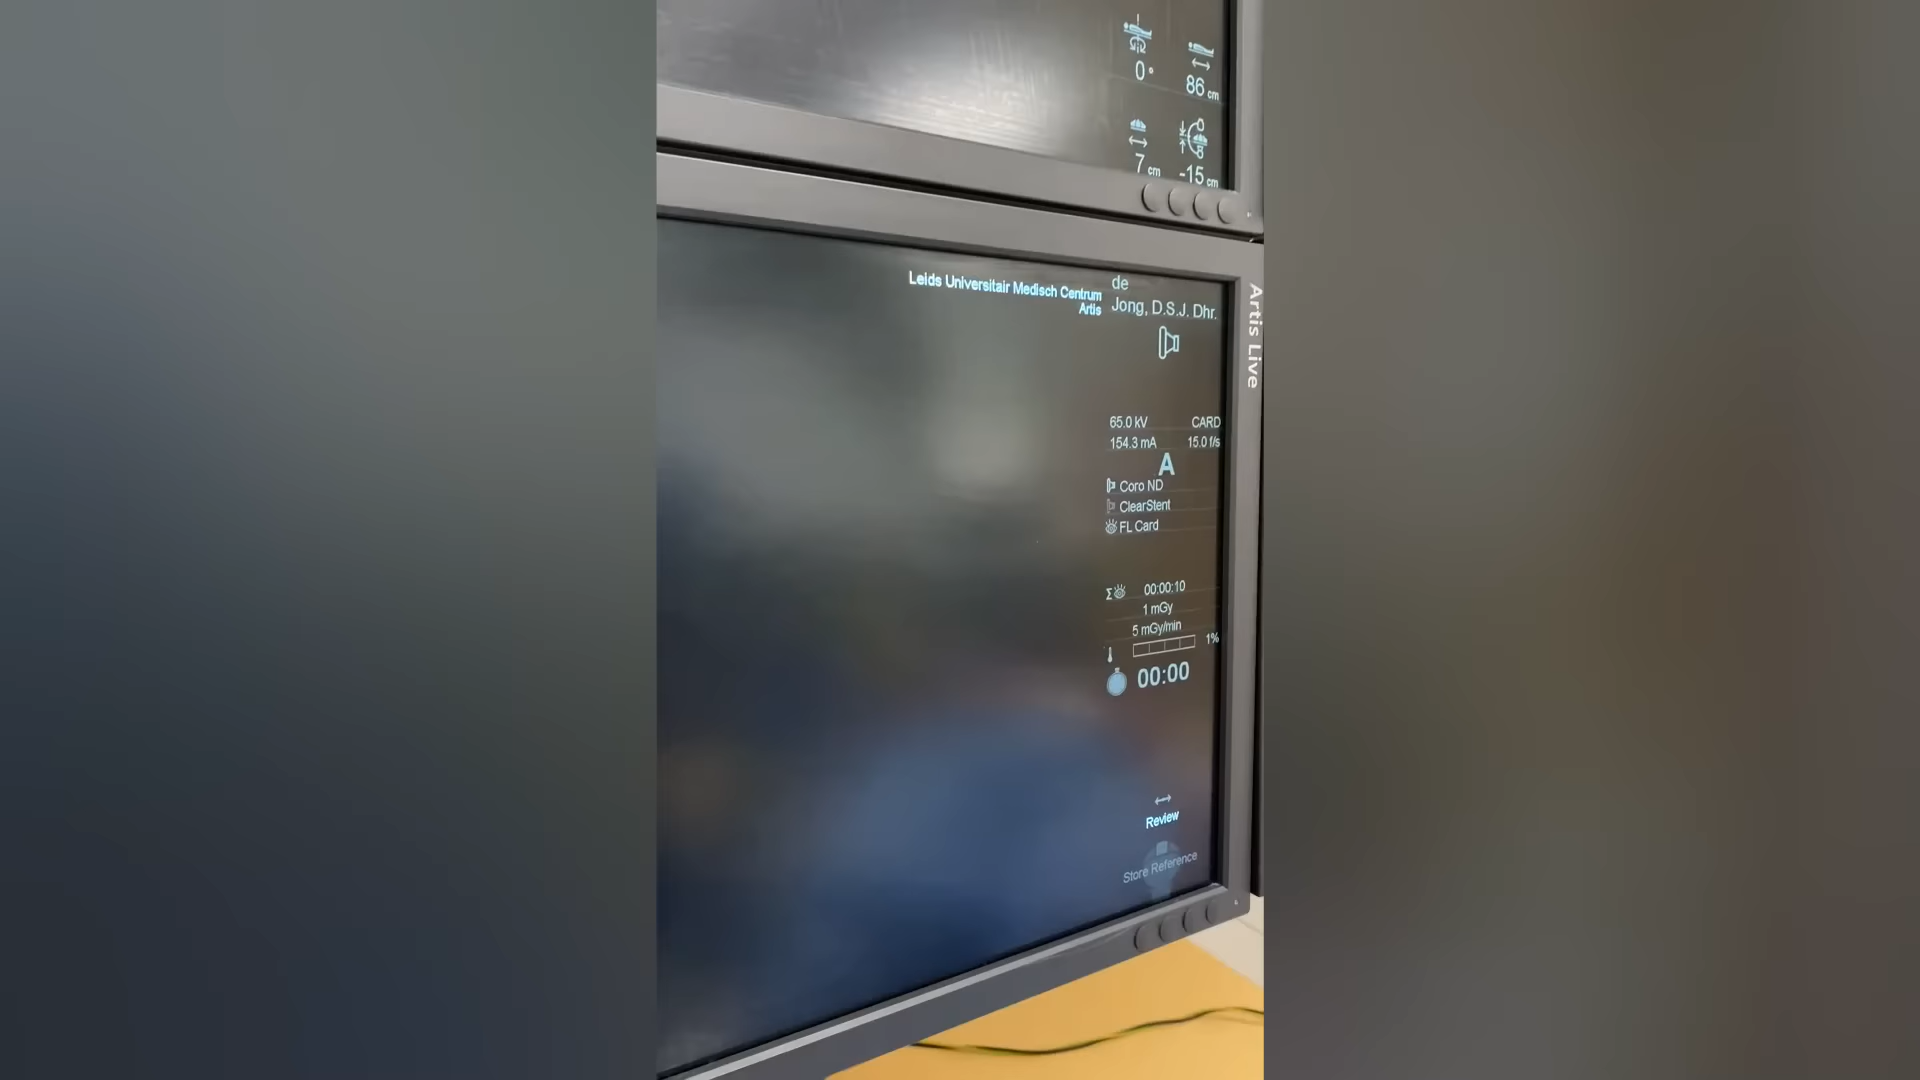 0°
86 cm
7 cm
-15 cm
Leids Universitair Medisch Centrum
Artis
de
Jong, D.S.J. Dhr.
Artis Live
65.0 kV CARD
154.3 mA 15.0 f/s
A
Coro ND
ClearStent
FL Card
Σ 00:00:10
1 mGy
5 mGy/min
1%
00:00
Review
Store Reference